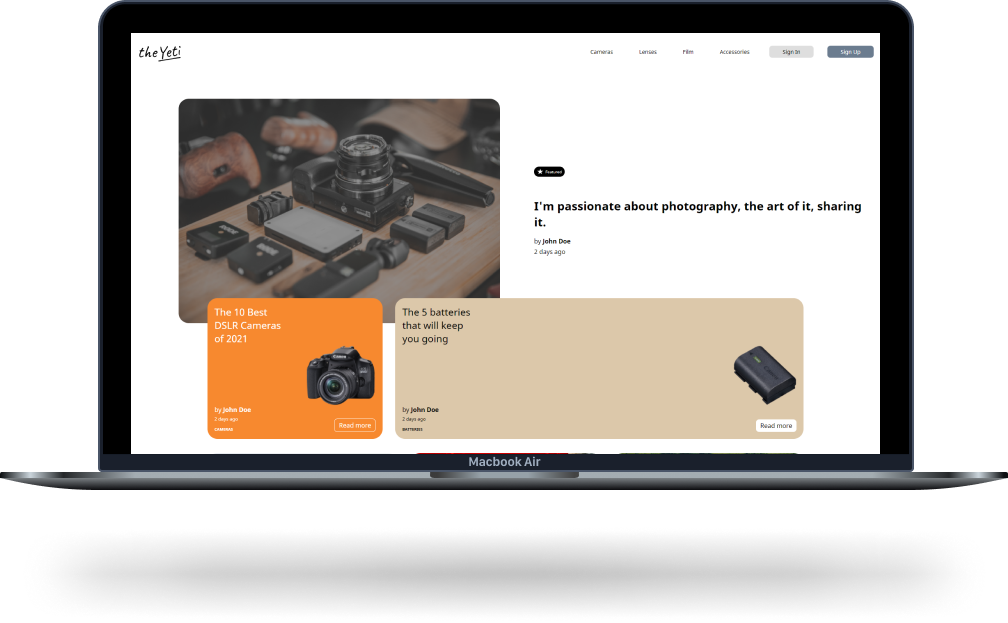 the Yeti
Cameras
Lenses
Film
Accessories
Sign In
Sign Up
Featured
I'm passionate about photography, the art of it, sharing
it.
by John Doe
2 days ago
The 10 Best
DSLR Cameras
of 2021
Canon
by John Doe
2 days ago
CAMERAS
Read more
The 5 batteries
that will keep
you going
by John Doe
2 days ago
BATTERIES
Read more
Macbook Air